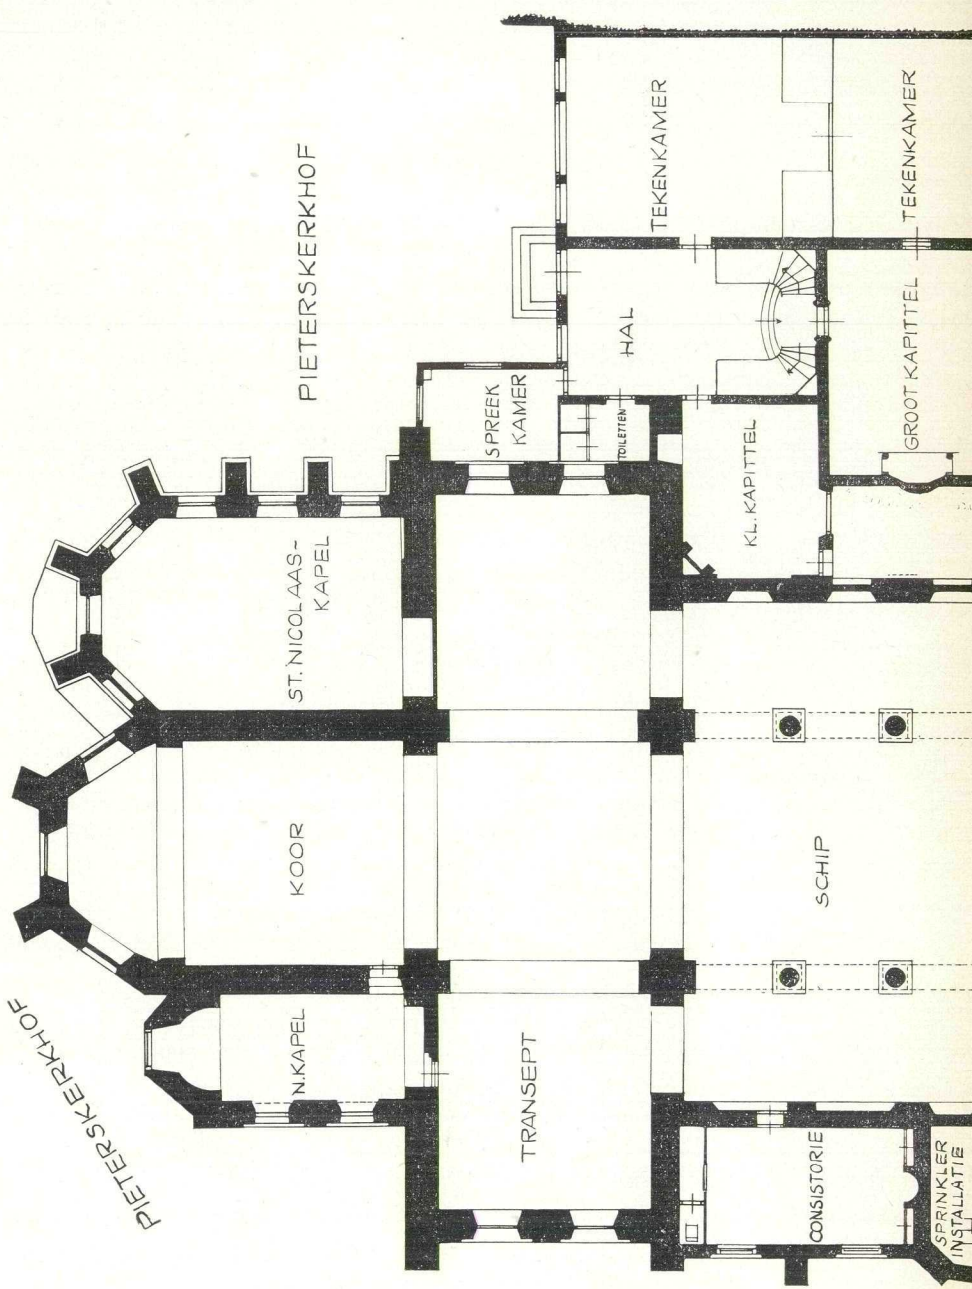 PIETERSKERKHOF
TEKENKAMER
TEKENKAMER
HAL
SPREEK
KAMER
TOILETTEN
GROOT KAPITTEL
KL. KAPITTEL
ST. NICOLAAS-
KAPEL
KOOR
SCHIP
PIETERSKERKHOF
N.KAPEL
TRANSEPT
CONSISTORIE
SPRINKLER
INSTALLATIE